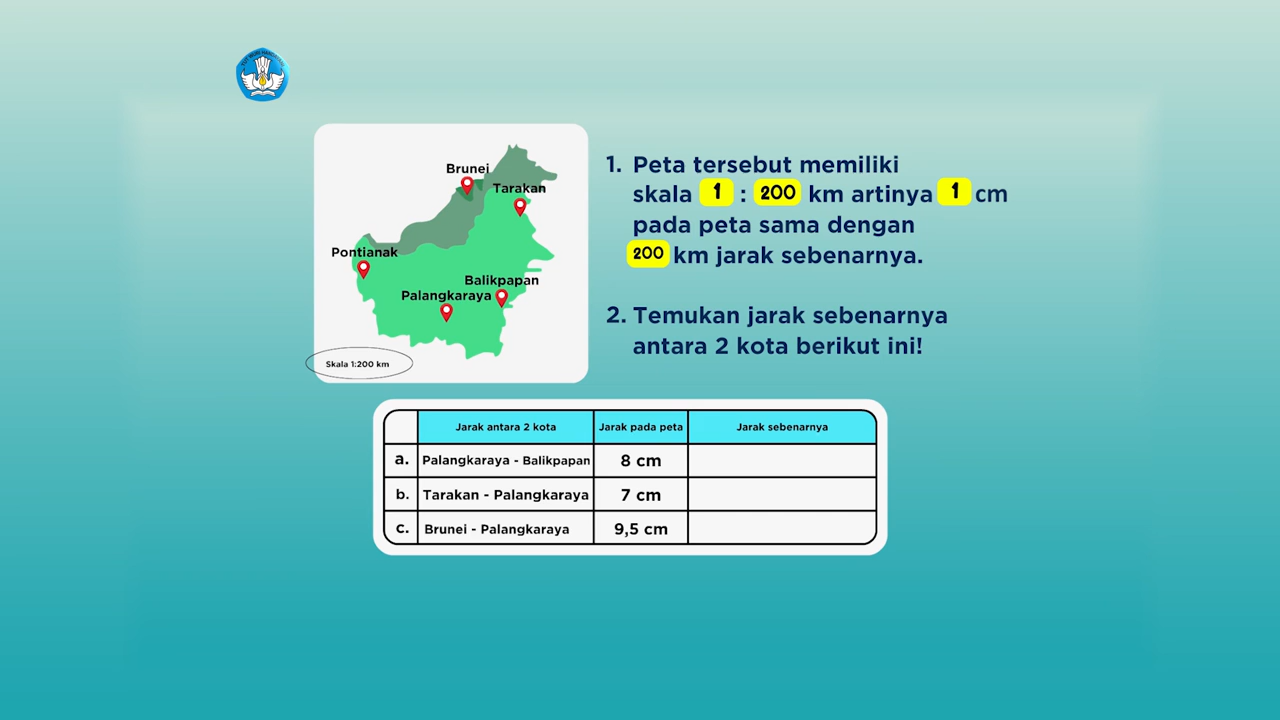 Brunei
Tarakan
Pontianak
Balikpapan
Palangkaraya
Skala 1:200 km
1. Peta tersebut memiliki
skala 1 : 200 km artinya 1 cm
pada peta sama dengan
200 km jarak sebenarnya.
2. Temukan jarak sebenarnya
antara 2 kota berikut ini!
Jarak antara 2 kota Jarak pada peta Jarak sebenarnya
a. Palangkaraya - Balikpapan 8 cm
b. Tarakan - Palangkaraya 7 cm
c. Brunei - Palangkaraya 9,5 cm